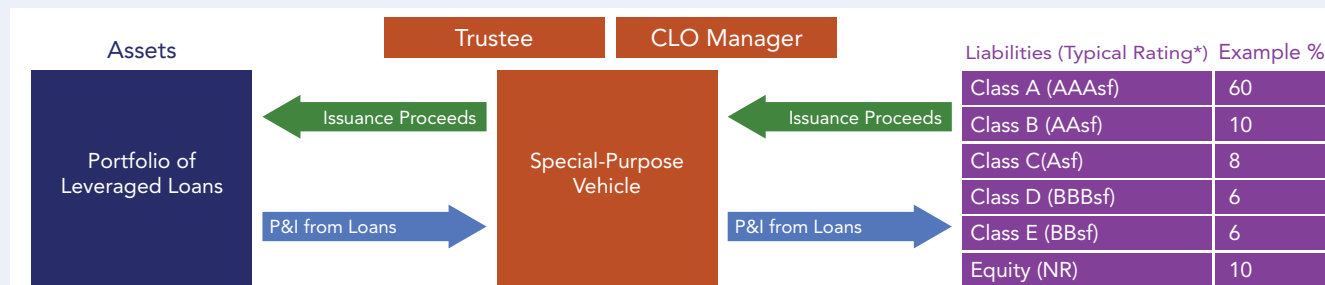 Trustee
CLO Manager
Assets
Liabilities (Typical Rating*) Example %
Portfolio of
Leveraged Loans
Issuance Proceeds
P&I from Loans
Special-Purpose
Vehicle
Issuance Proceeds
P&I from Loans
Class A (AAAsf) 60
Class B (AAsf) 10
Class C(Asf) 8
Class D (BBBsf) 6
Class E (BBsf) 6
Equity (NR) 10